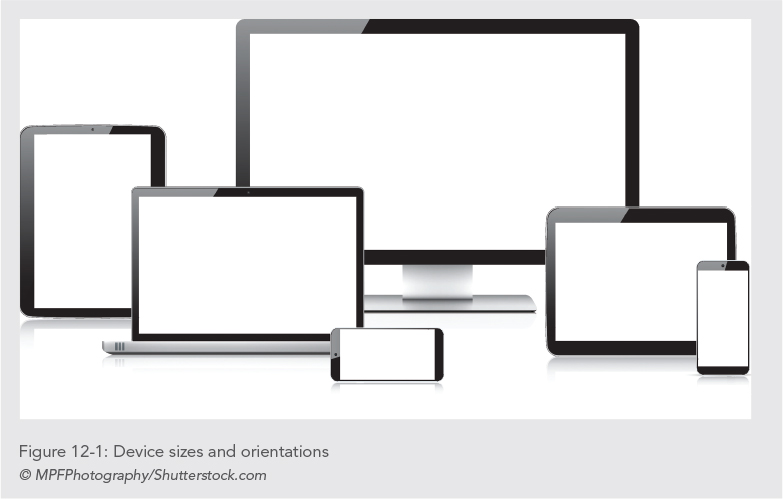 Figure 12-1: Device sizes and orientations
© MPFPhotography/Shutterstock.com